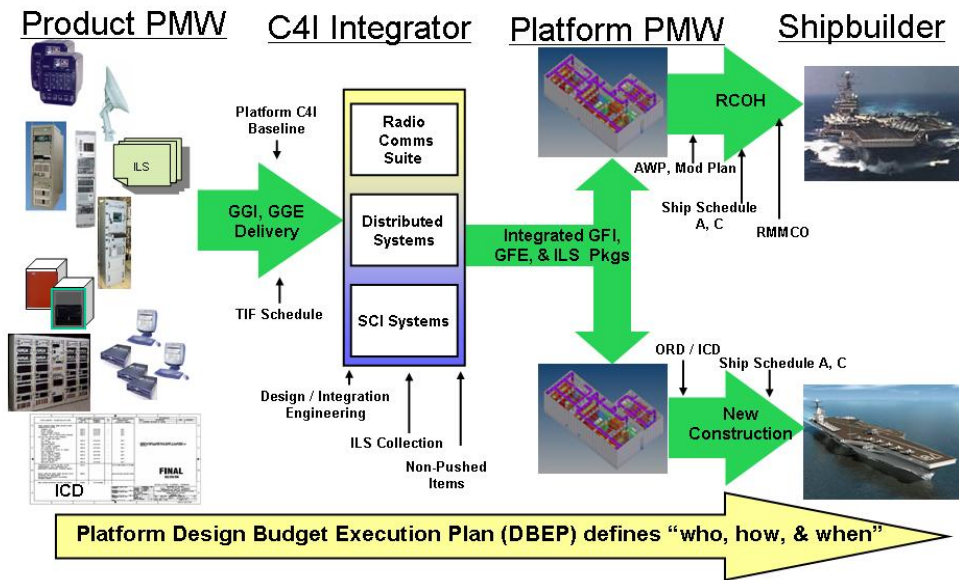 Product PMW
C4I Integrator
Platform PMW
Shipbuilder
ILS
Platform C4I
Baseline
GGI, GGE
Delivery
TIF Schedule
Radio
Comms
Suite
Distributed
Systems
SCI Systems
Design / Integration
Engineering
ILS Collection
Non-Pushed
Items
Integrated GFI,
GFE, & ILS Pkgs
RCOH
AWP, Mod Plan
Ship Schedule
A, C
RMMCO
ORD / ICD
Ship Schedule A, C
New
Construction
FINAL
ICD
Platform Design Budget Execution Plan (DBEP) defines “who, how, & when”